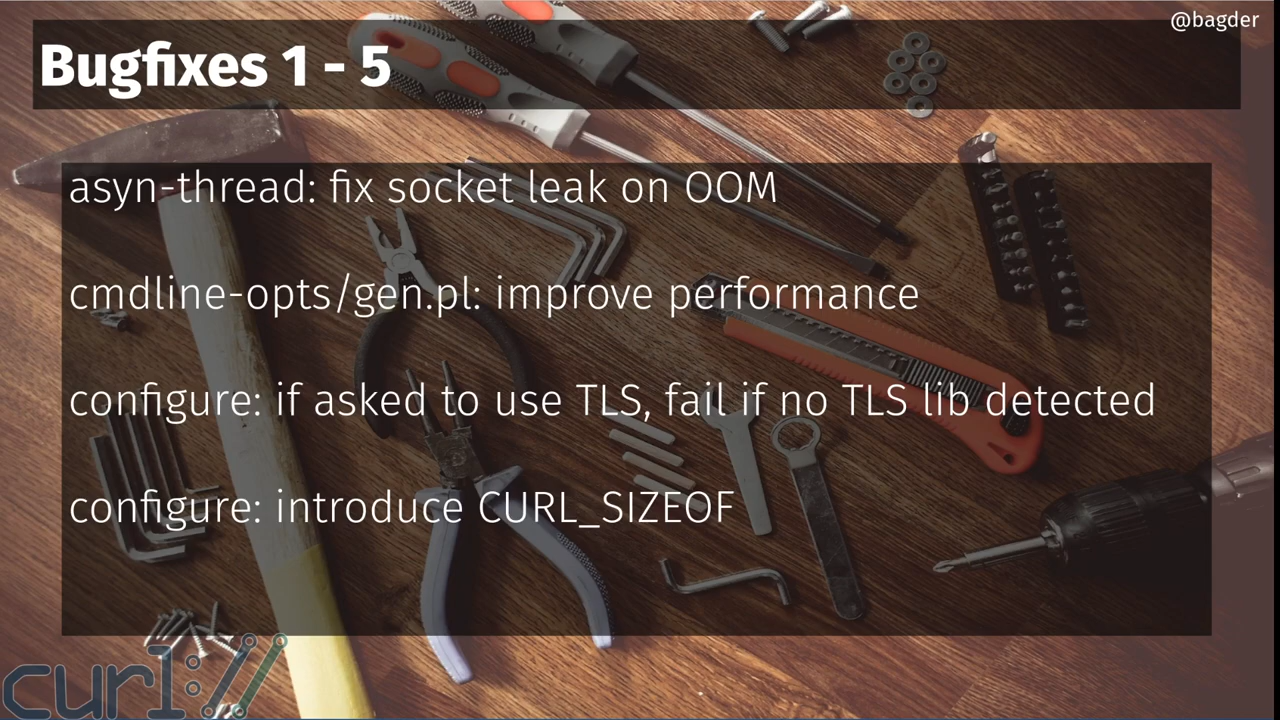 @bagder
Bugfixes 1 - 5
asyn-thread: fix socket leak on OOM
cmdline-opts/gen.pl: improve performance
configure: if asked to use TLS, fail if no TLS lib detected
configure: introduce CURL_SIZEOF
curl://